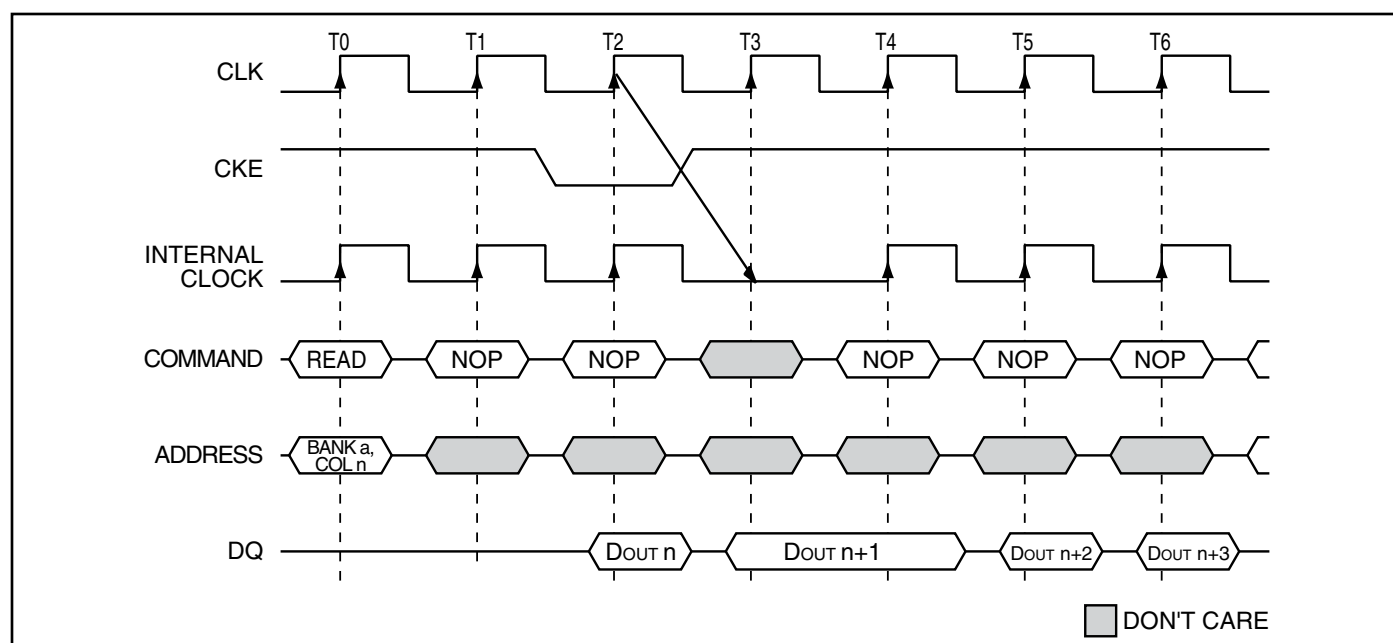 T0 T1 T2 T3 T4 T5 T6
CLK
CKE
INTERNAL
CLOCK
COMMAND READ NOP NOP NOP NOP NOP
ADDRESS BANK a,
COL n
DQ DOUT n DOUT n+1 DOUT n+2 DOUT n+3
DON'T CARE